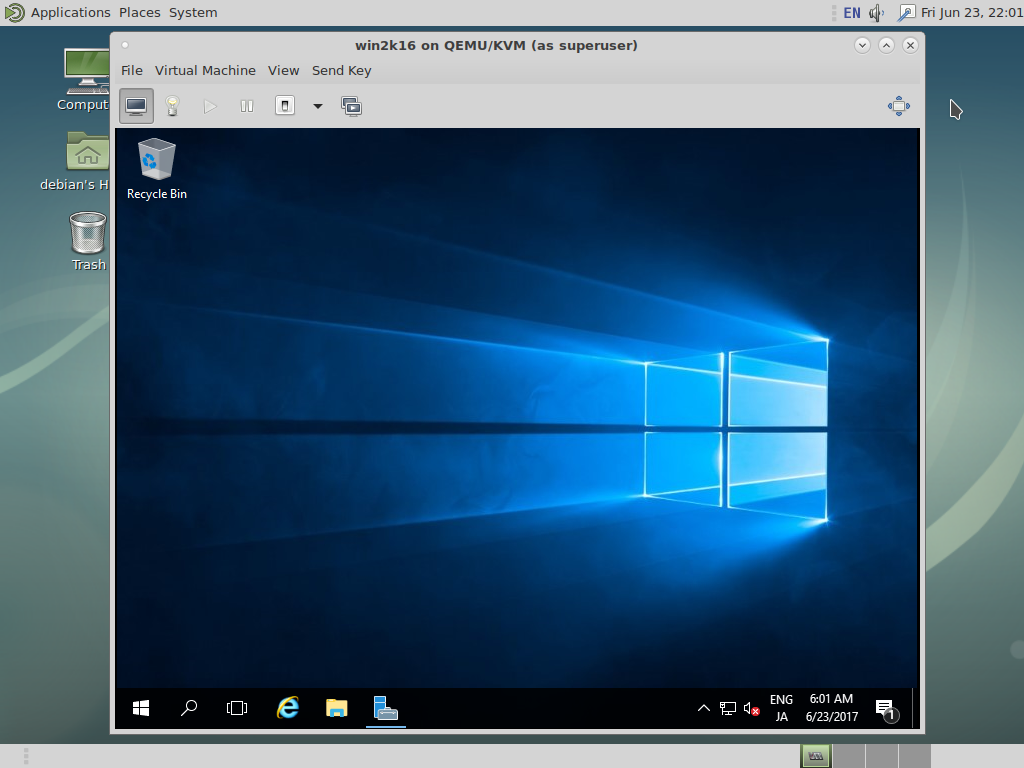 Applications Places System
EN
Fri Jun 23, 22:01
win2k16 on QEMU/KVM (as superuser)
File Virtual Machine View Send Key
Comput
debian's H
Trash
Recycle Bin
ENG
JA
6:01 AM
6/23/2017
1